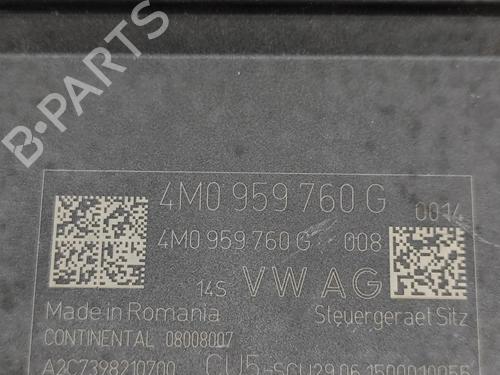 B-PARTS
4M0 959 760 G 0014
4M0 959 760 G 008
14S VW AG
Made in Romania Steuergeraet Sitz
CONTINENTAL 08008007
A2C7398210700 CU5